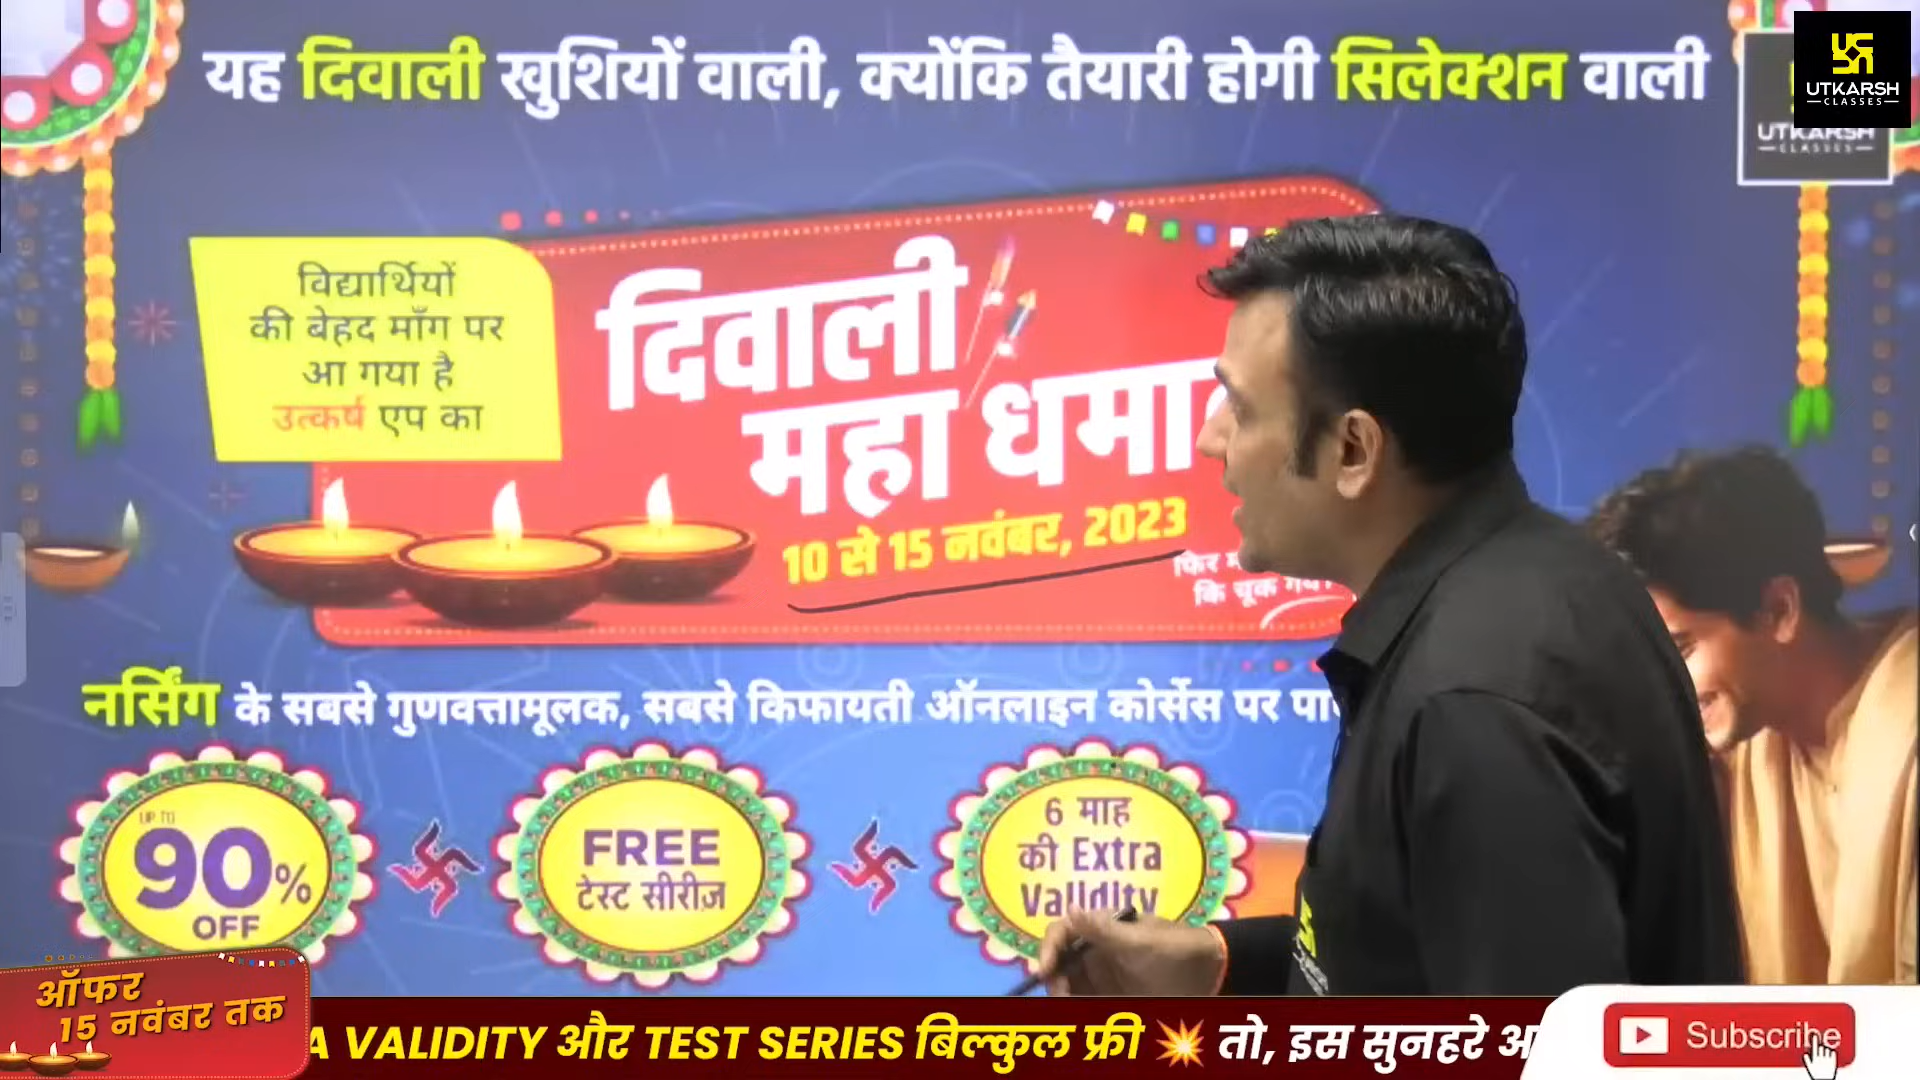 यह दिवाली खुशियों वाली, क्योंकि तैयारी होगी सिलेक्शन वाली
UTKARSH
CLASSES
UTKARSH
CLASSES
विद्यार्थियों
की बेहद माँग पर
आ गया है
उत्कर्ष एप का
दिवाली
महा
10 से 15 नवंबर, 2023
फिर
कि चूक
नर्सिंग के सबसे गुणवत्तामूलक, सबसे किफायती ऑनलाइन कोर्सेस पर
UP TO
90%
OFF
FREE
टेस्ट सीरीज़
6 माह
की Extra
Validity
ऑफर
15 नवंबर तक
A VALIDITY और TEST SERIES बिल्कुल फ्री 💥 तो, इस सुनहरे
Subscribe